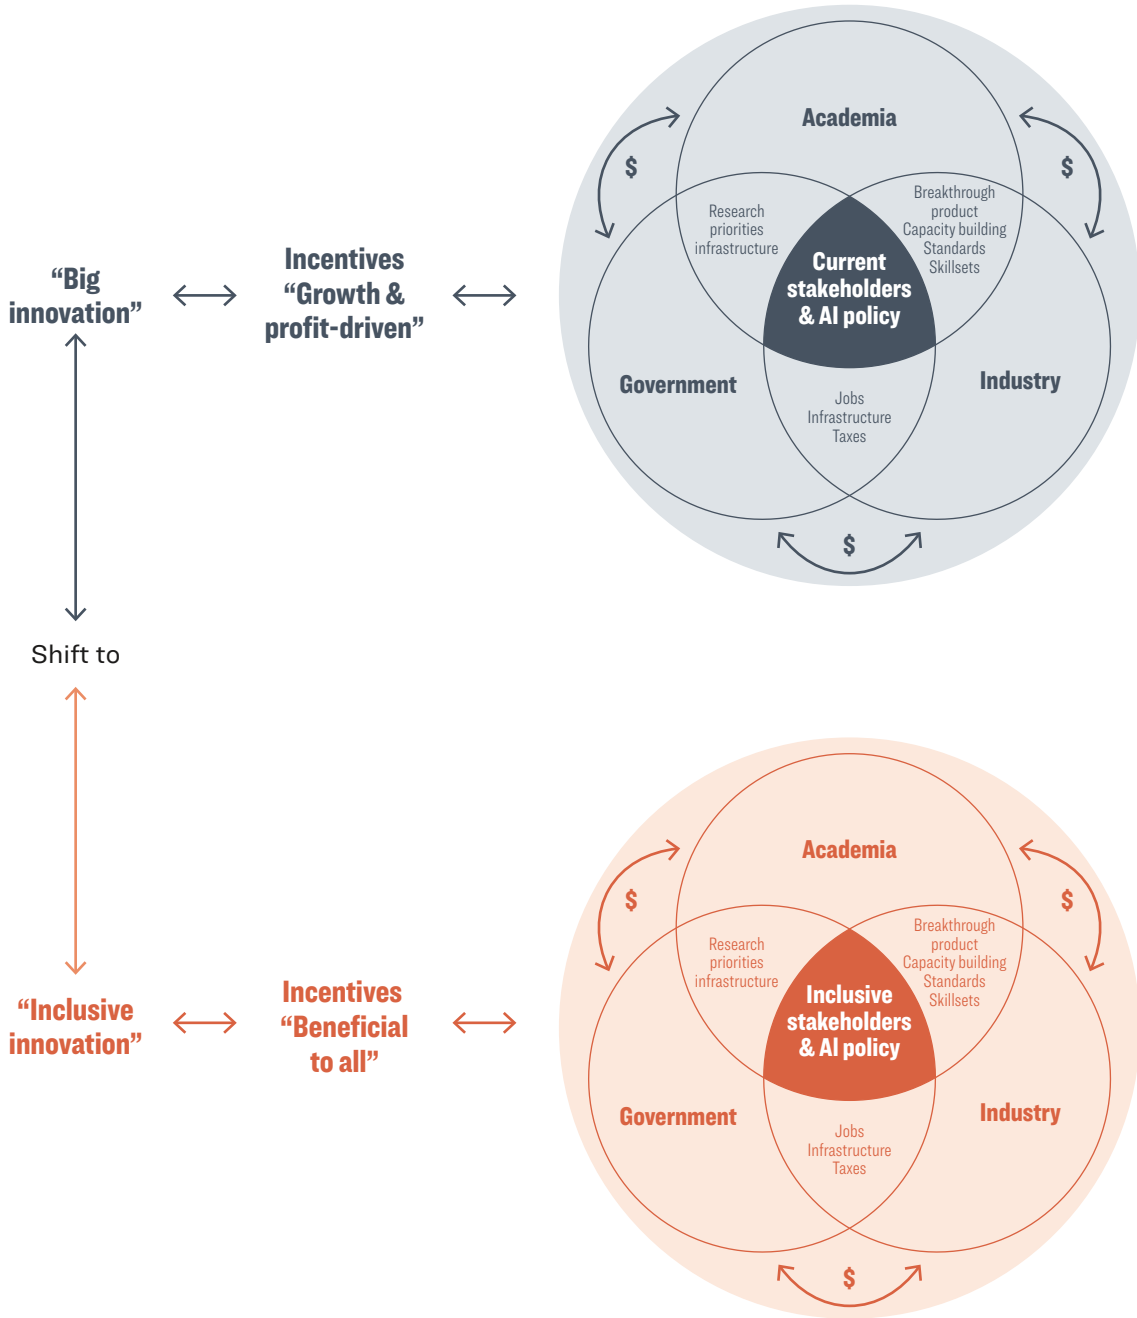 Academia
$
$
Research
priorities
infrastructure
Breakthrough
product
Capacity building
Standards
Skillsets
“Big
innovation”
Incentives
“Growth &
profit-driven”
Current
stakeholders
& AI policy
Government
Industry
Jobs
Infrastructure
Taxes
$
Shift to
Academia
$
$
Research
priorities
infrastructure
Breakthrough
product
Capacity building
Standards
Skillsets
“Inclusive
innovation”
Incentives
“Beneficial
to all”
Inclusive
stakeholders
& AI policy
Government
Industry
Jobs
Infrastructure
Taxes
$